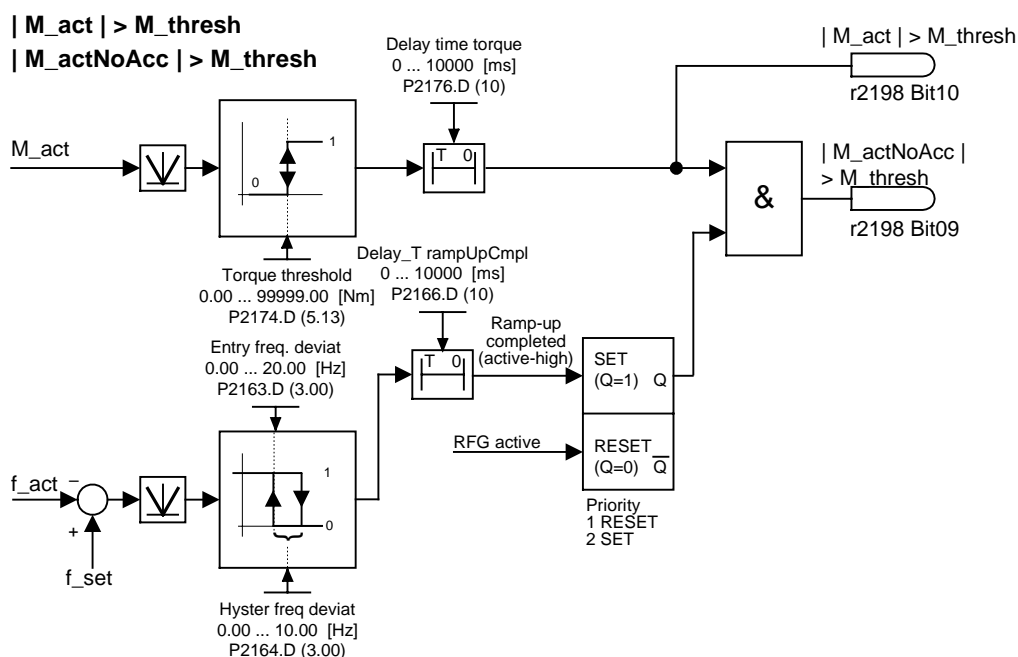 | M_act | > M_thresh
| M_actNoAcc | > M_thresh
Delay time torque
0 ... 10000 [ms]
P2176.D (10)
| M_act | > M_thresh
r2198 Bit10
M_act
1
0
T 0
&
| M_actNoAcc |
> M_thresh
r2198 Bit09
Torque threshold
0.00 ... 99999.00 [Nm]
P2174.D (5.13)
Delay_T rampUpCmpl
0 ... 10000 [ms]
P2166.D (10)
Entry freq. deviat
0.00 ... 20.00 [Hz]
P2163.D (3.00)
T 0
Ramp-up
completed
(active-high)
SET
(Q=1) Q
RFG active
RESET
(Q=0) Q
Priority
1 RESET
2 SET
f_act
−
+
f_set
1
0
Hyster freq deviat
0.00 ... 10.00 [Hz]
P2164.D (3.00)